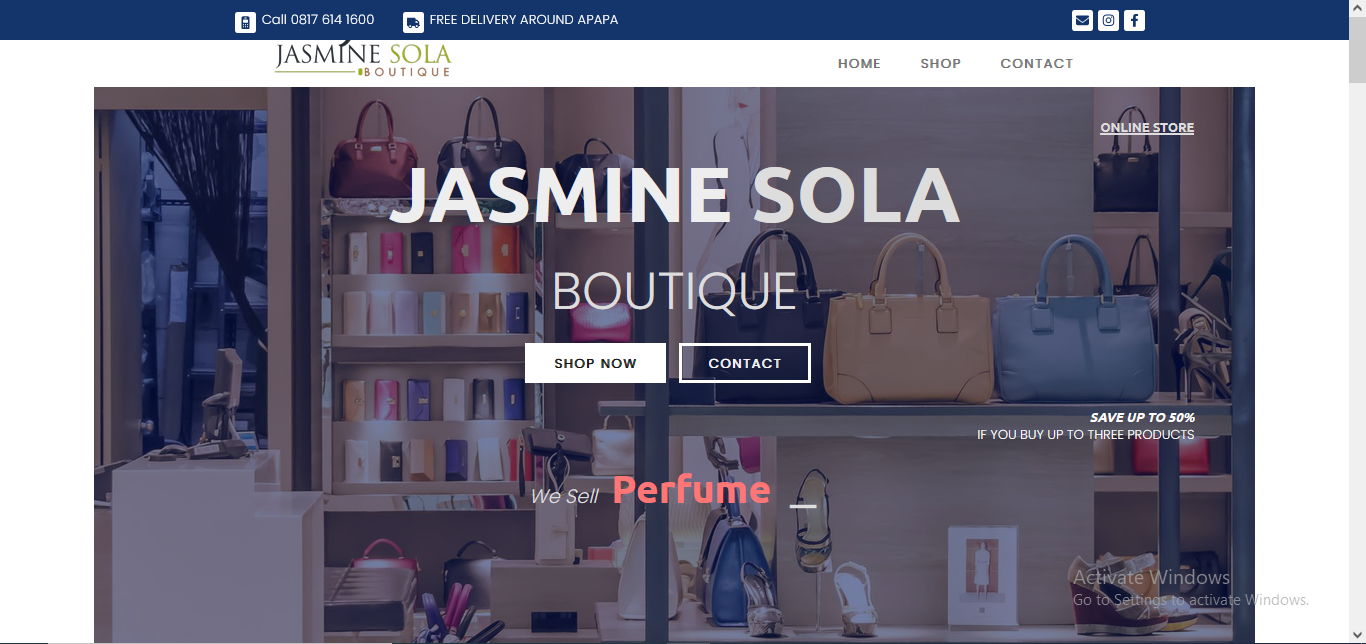 Call 0817 614 1600 FREE DELIVERY AROUND APAPA
JASMINE SOLA
BOUTIQUE
HOME SHOP CONTACT
ONLINE STORE
JASMINE SOLA
BOUTIQUE
SHOP NOW CONTACT
SAVE UP TO 50%
IF YOU BUY UP TO THREE PRODUCTS
We Sell Perfume _
Activate Windows
Go to Settings to activate Windows.